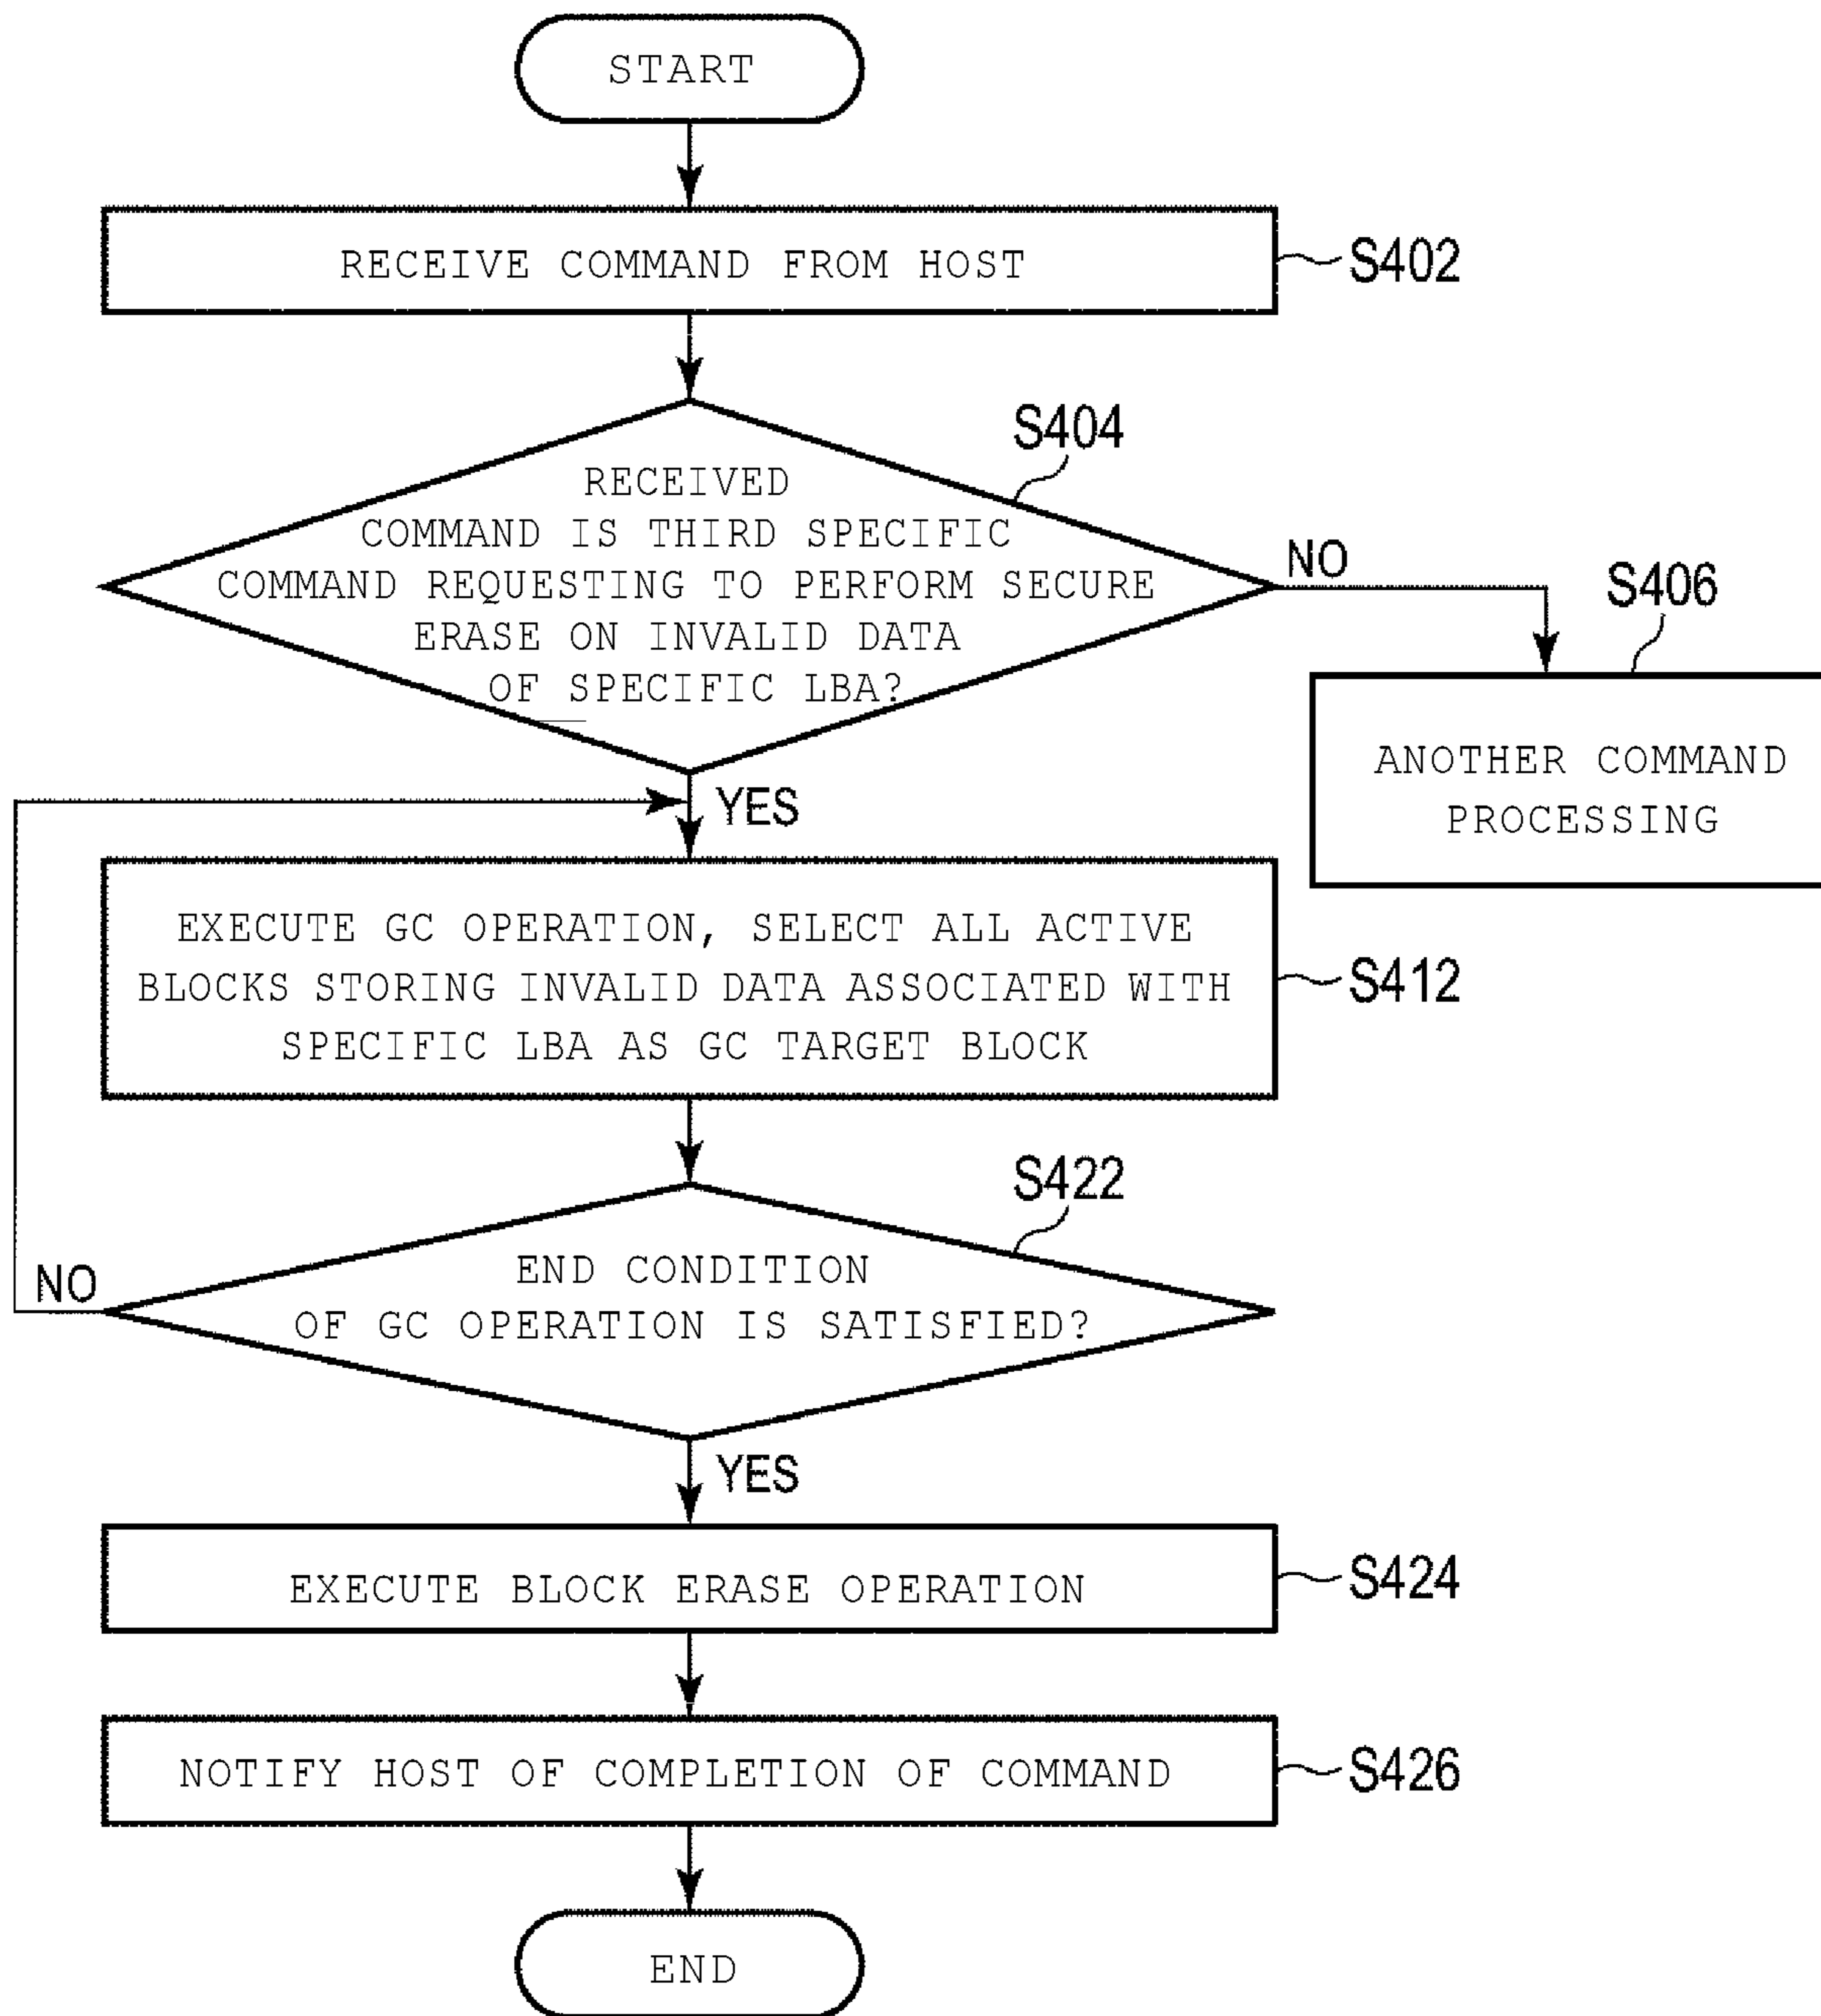 START
RECEIVE COMMAND FROM HOST
S402
S404
RECEIVED
COMMAND IS THIRD SPECIFIC
COMMAND REQUESTING TO PERFORM SECURE
ERASE ON INVALID DATA
OF SPECIFIC LBA?
NO
S406
ANOTHER COMMAND
PROCESSING
YES
EXECUTE GC OPERATION, SELECT ALL ACTIVE
BLOCKS STORING INVALID DATA ASSOCIATED WITH
SPECIFIC LBA AS GC TARGET BLOCK
S412
S422
END CONDITION
OF GC OPERATION IS SATISFIED?
NO
YES
EXECUTE BLOCK ERASE OPERATION
S424
NOTIFY HOST OF COMPLETION OF COMMAND
S426
END